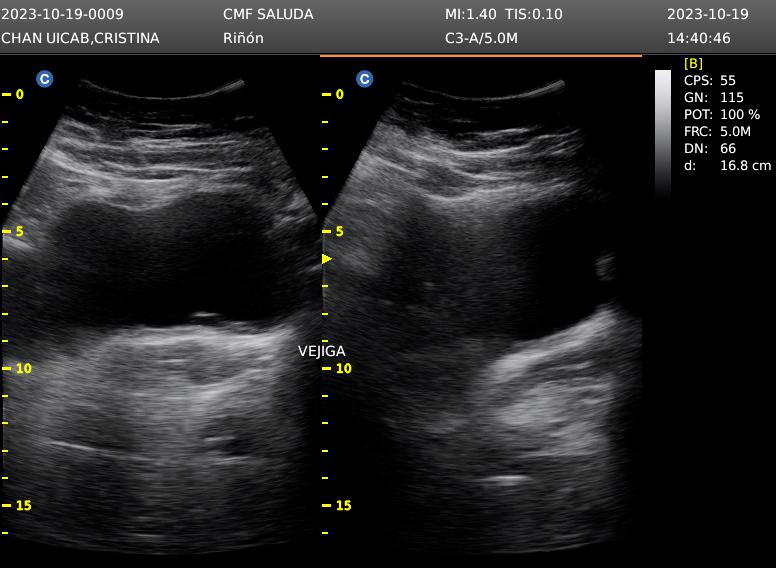 2023-10-19-0009 CMF SALUDA MI:1.40 TIS:0.10 2023-10-19
CHAN UICAB,CRISTINA Riñón C3-A/5.0M 14:40:46
C C
[B]
CPS: 55
GN: 115
POT: 100 %
FRC: 5.0M
DN: 66
d: 16.8 cm
0 0
5 5
VEJIGA
10 10
15 15